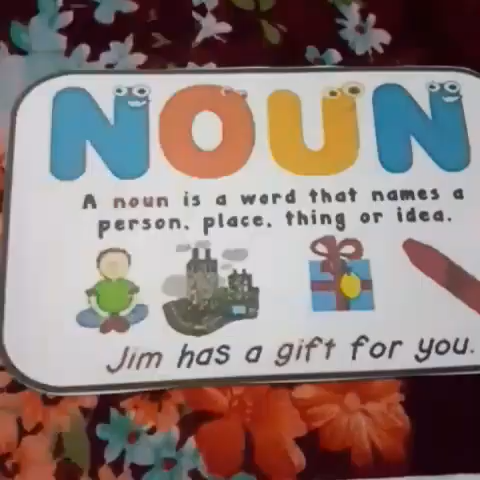 NOUN
A noun is a word that names a
person, place, thing or idea.
Jim has a gift for you.